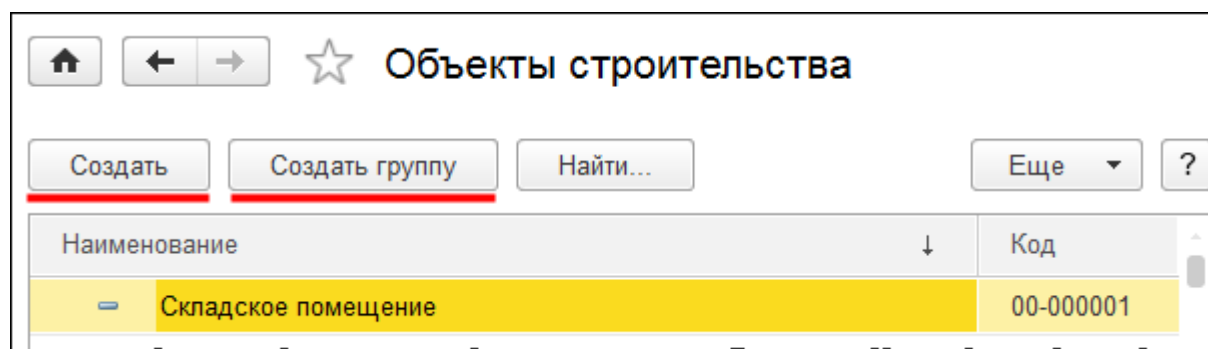 Объекты строительства
Создать Создать группу Найти... Еще ?
Наименование ↓ Код
Складское помещение 00-000001